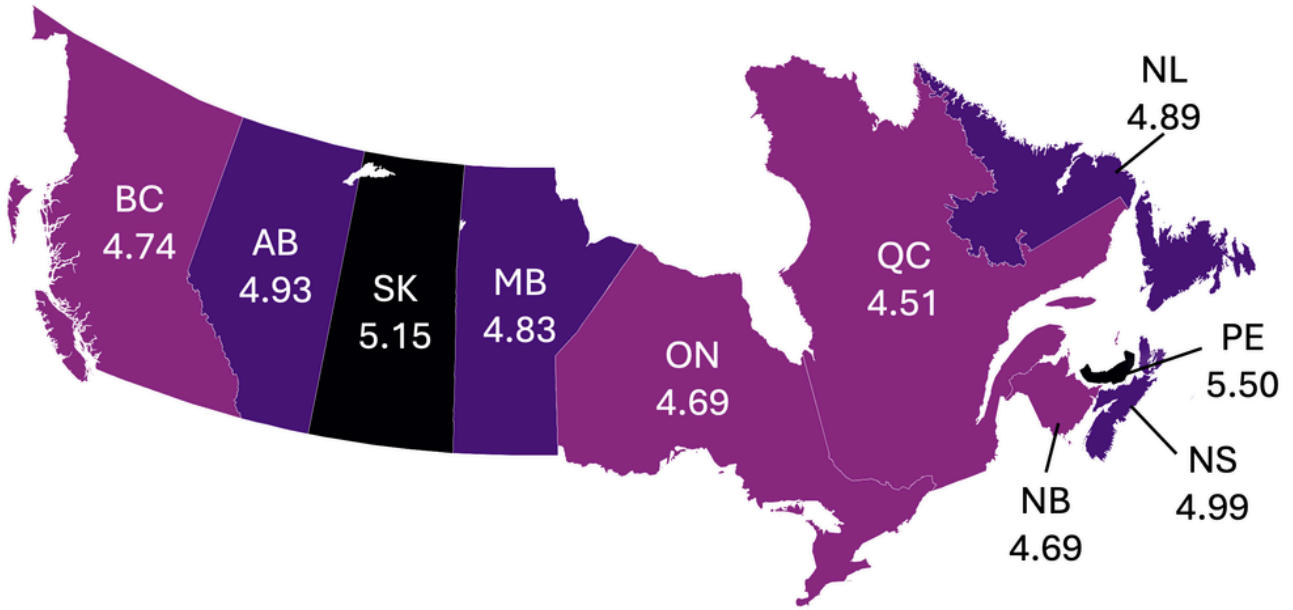 BC
4.74
AB
4.93
SK
5.15
MB
4.83
ON
4.69
QC
4.51
NL
4.89
PE
5.50
NS
4.99
NB
4.69